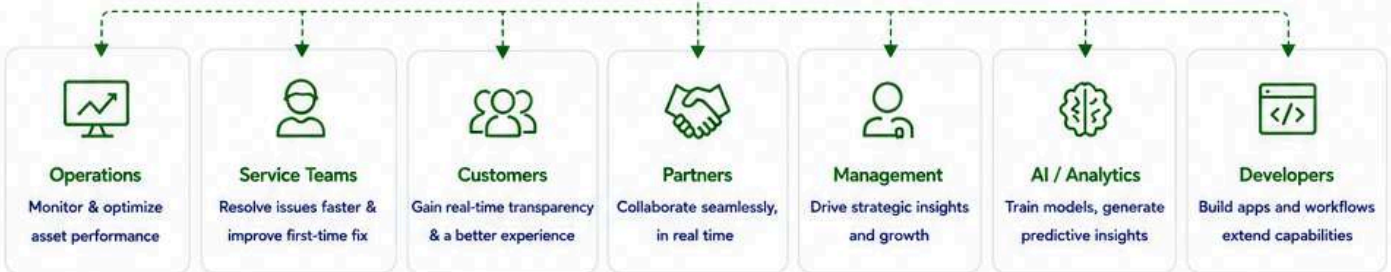 Operations
Monitor & optimize
asset performance
Service Teams
Resolve issues faster &
improve first-time fix
Customers
Gain real-time transparency
& a better experience
Partners
Collaborate seamlessly,
in real time
Management
Drive strategic insights
and growth
AI / Analytics
Train models, generate
predictive insights
</>
Developers
Build apps and workflows
extend capabilities